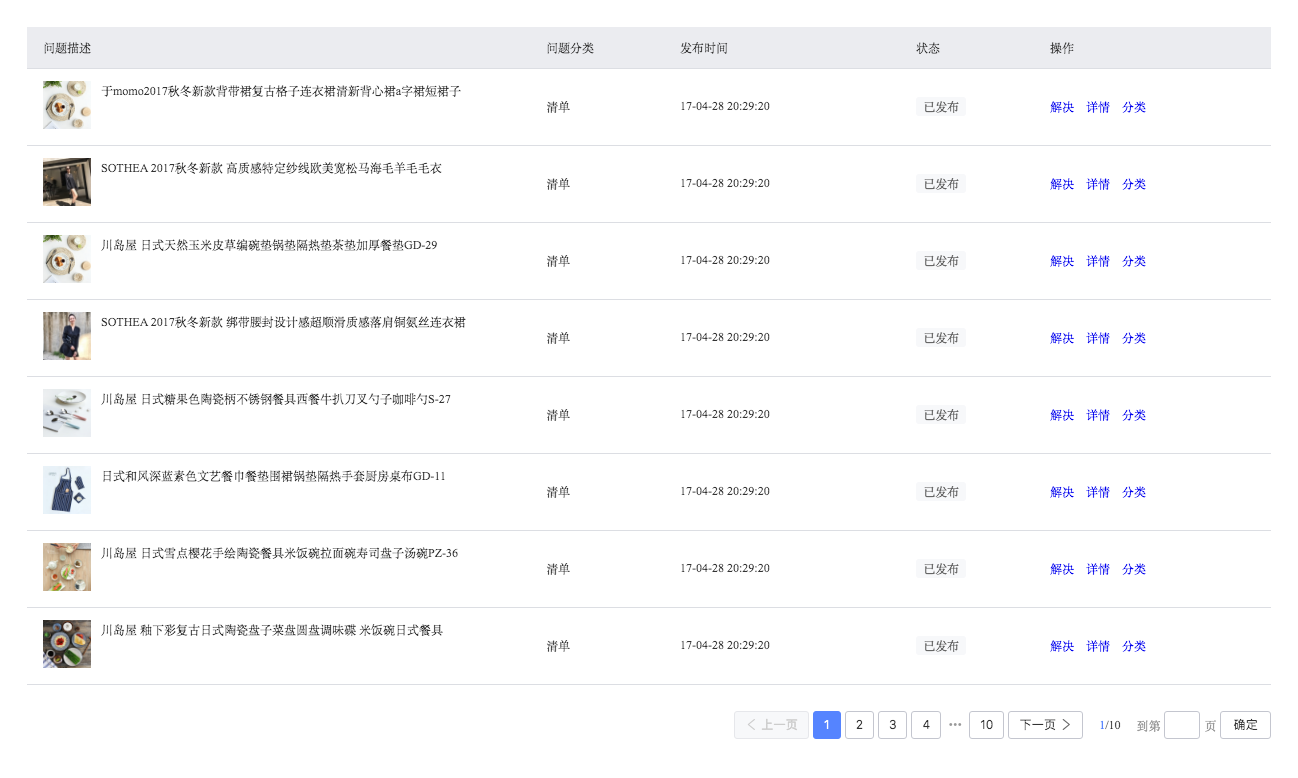 问题描述 问题分类 发布时间 状态 操作
于momo2017秋冬新款背带裙复古格子连衣裙清新背心裙a字裙短裙子 清单 17-04-28 20:29:20 已发布 解决 详情 分类
SOTHEA 2017秋冬新款 高质感特定纱线欧美宽松马海毛羊毛毛衣 清单 17-04-28 20:29:20 已发布 解决 详情 分类
川岛屋 日式天然玉米皮草编碗垫锅垫隔热垫茶垫加厚餐垫GD-29 清单 17-04-28 20:29:20 已发布 解决 详情 分类
SOTHEA 2017秋冬新款 绑带腰封设计感超顺滑质感落肩铜氨丝连衣裙 清单 17-04-28 20:29:20 已发布 解决 详情 分类
川岛屋 日式糖果色陶瓷柄不锈钢餐具西餐牛扒刀叉勺子咖啡勺S-27 清单 17-04-28 20:29:20 已发布 解决 详情 分类
日式和风深蓝素色文艺餐巾餐垫围裙锅垫隔热手套厨房桌布GD-11 清单 17-04-28 20:29:20 已发布 解决 详情 分类
川岛屋 日式雪点樱花手绘陶瓷餐具米饭碗拉面碗寿司盘子汤碗PZ-36 清单 17-04-28 20:29:20 已发布 解决 详情 分类
川岛屋 釉下彩复古日式陶瓷盘子菜盘圆盘调味碟 米饭碗日式餐具 清单 17-04-28 20:29:20 已发布 解决 详情 分类
上一页 1 2 3 4 ••• 10 下一页 1/10 到第 页 确定